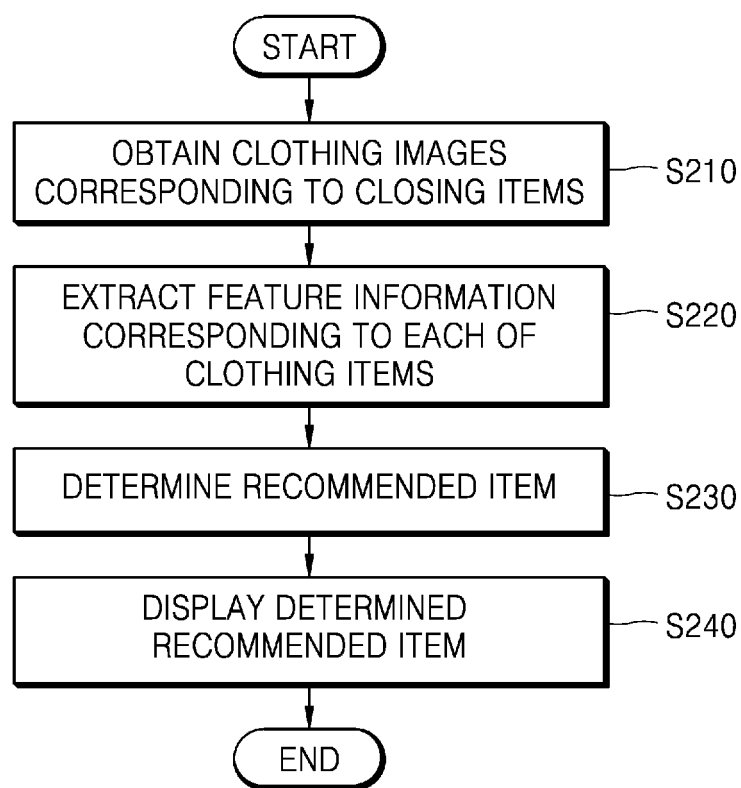 START
OBTAIN CLOTHING IMAGES
CORRESPONDING TO CLOSING ITEMS
S210
EXTRACT FEATURE INFORMATION
CORRESPONDING TO EACH OF
CLOTHING ITEMS
S220
DETERMINE RECOMMENDED ITEM
S230
DISPLAY DETERMINED
RECOMMENDED ITEM
S240
END